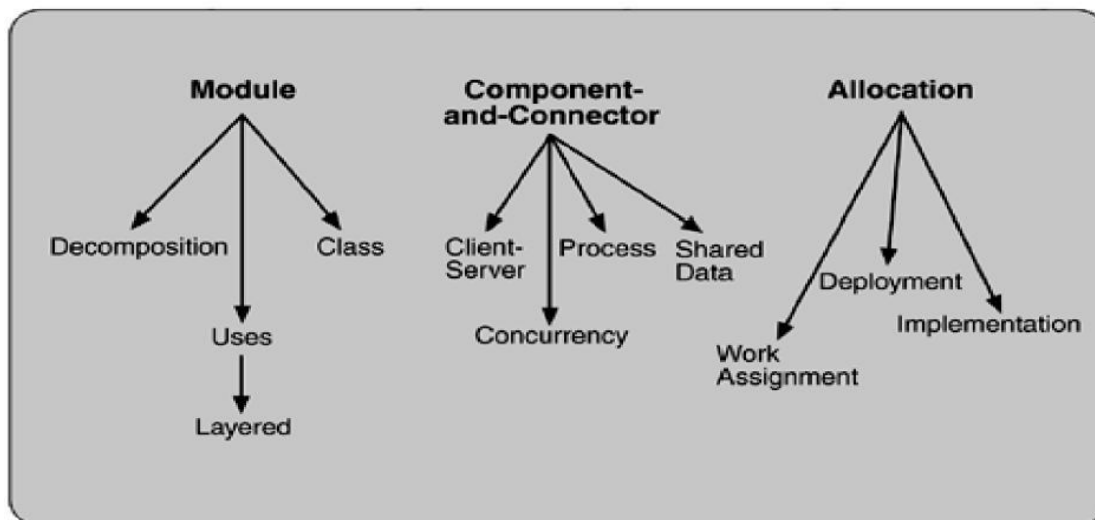 Module
Component-
and-Connector
Allocation
Decomposition
Class
Uses
Layered
Client-
Server
Process
Shared
Data
Concurrency
Deployment
Implementation
Work
Assignment